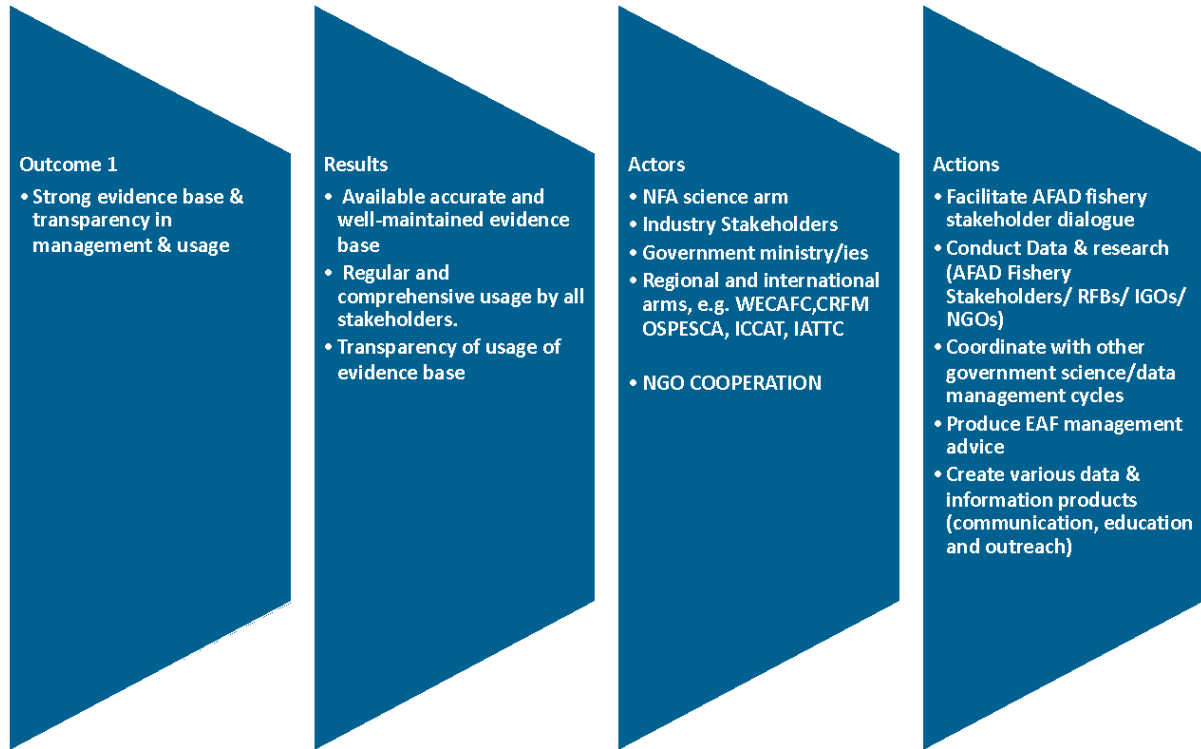 Outcome 1
• Strong evidence base &
transparency in
management & usage
Results
• Available accurate and
well-maintained evidence
base
• Regular and
comprehensive usage by all
stakeholders.
• Transparency of usage of
evidence base
Actors
• NFA science arm
• Industry Stakeholders
• Government ministry/ies
• Regional and international
arms, e.g. WECAFC,CRFM
OSPESCA, ICCAT, IATTC
• NGO COOPERATION
Actions
• Facilitate AFAD fishery
stakeholder dialogue
• Conduct Data & research
(AFAD Fishery
Stakeholders/ RFBs/ IGOs/
NGOs)
• Coordinate with other
government science/data
management cycles
• Produce EAF management
advice
• Create various data &
information products
(communication, education
and outreach)